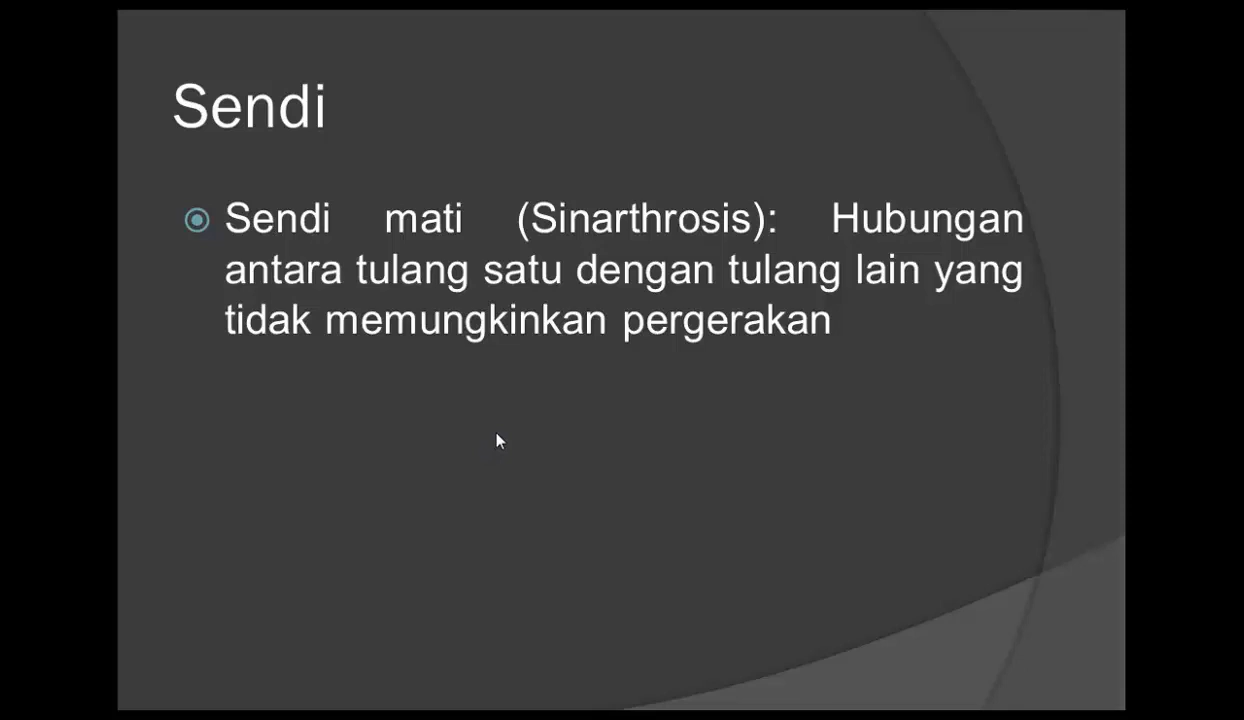 Sendi
Sendi mati (Sinarthrosis): Hubungan
antara tulang satu dengan tulang lain yang
tidak memungkinkan pergerakan